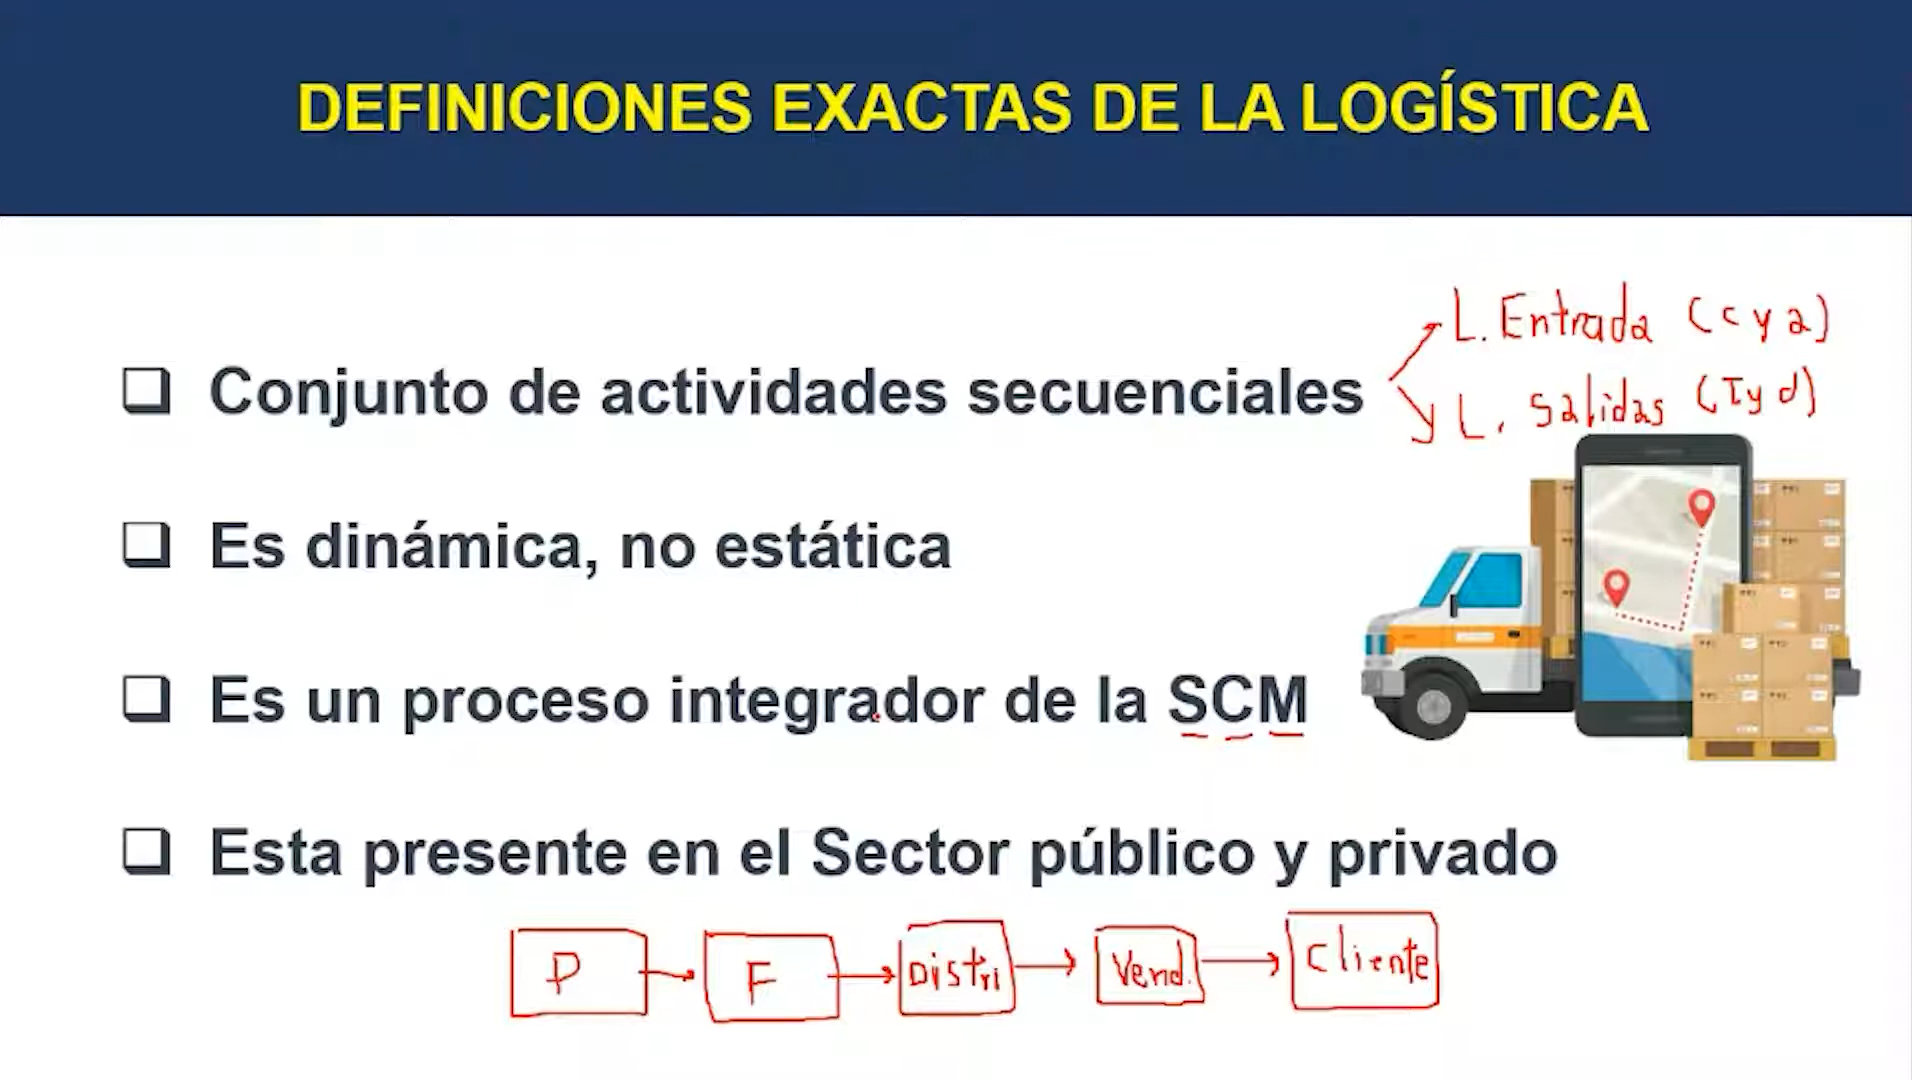 DEFINICIONES EXACTAS DE LA LOGÍSTICA
L. Entrada (c y a)
Conjunto de actividades secuenciales
L. Salidas (T y d)
Es dinámica, no estática
Es un proceso integrador de la SCM
Esta presente en el Sector público y privado
P F Distri Vend. Cliente